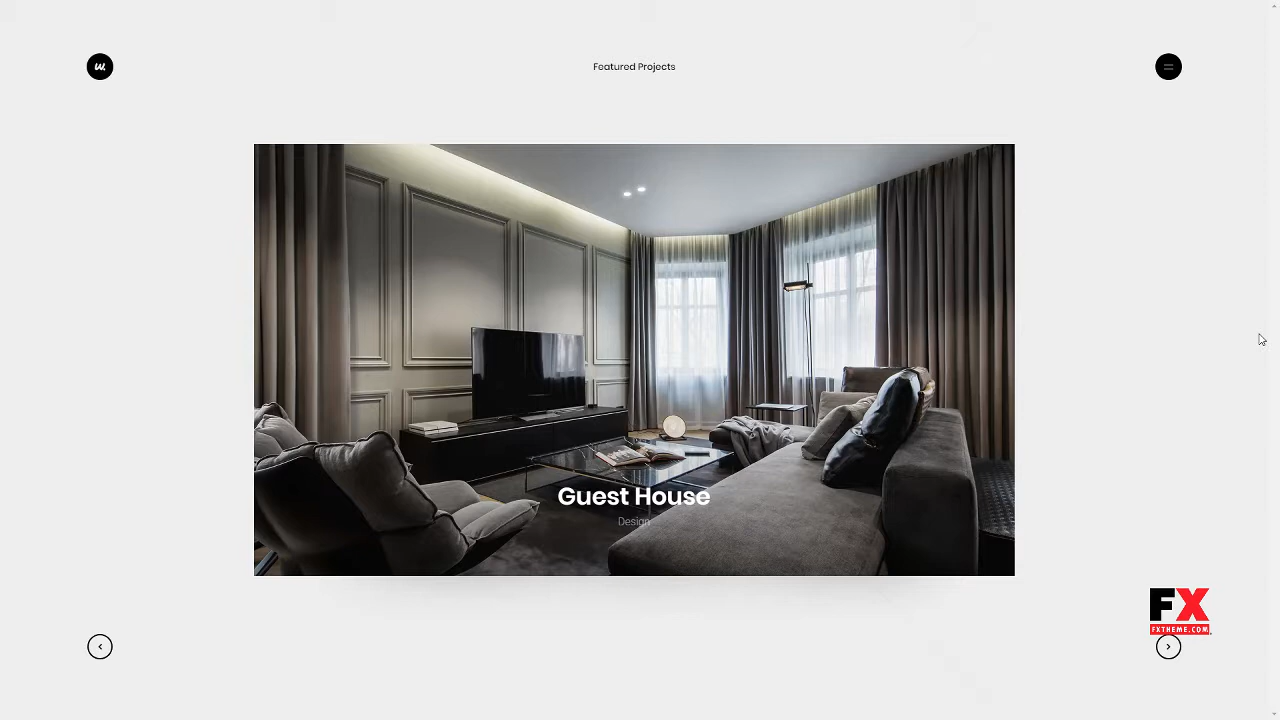 w.
Featured Projects
Guest House
Design
FX
FXTHEME.COM